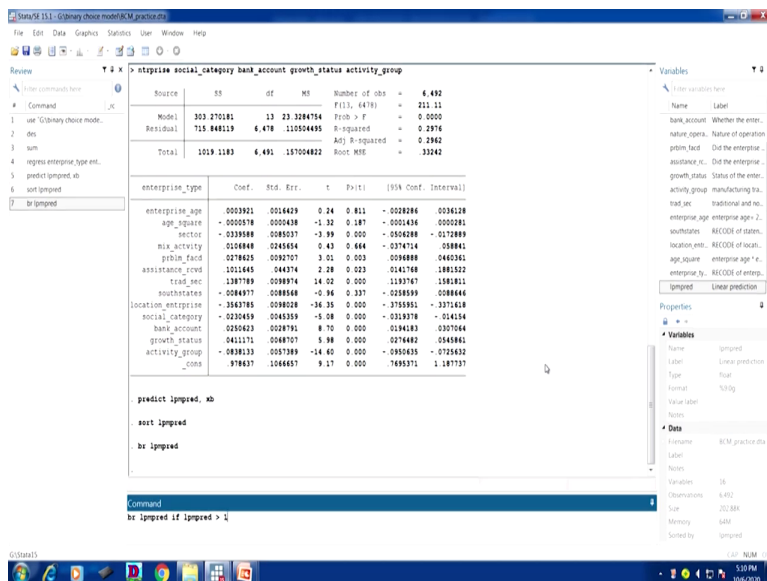 Stata/SE 15.1 - G:\binary choice model\BCM_practice.dta
File Edit Data Graphics Statistics User Window Help
Review
Filter commands here
# Command _rc
1 use "G:\binary choice mode...
2 des
3 sum
4 regress enterprise_type ent...
5 predict lpmpred, xb
6 sort lpmpred
7 br lpmpred
> ntrprise social_category bank_account growth_status activity_group
Source SS df MS Number of obs = 6,492
F(13, 6478) = 211.11
Model 303.270181 13 23.3284754 Prob > F = 0.0000
Residual 715.848119 6,478 .110504495 R-squared = 0.2976
Adj R-squared = 0.2962
Total 1019.1183 6,491 .157004822 Root MSE = .33242
enterprise_type Coef. Std. Err. t P>|t| [95% Conf. Interval]
enterprise_age .0003921 .0016429 0.24 0.811 -.0028286 .0036128
age_square -.0000578 .0000438 -1.32 0.187 -.0001436 .0000281
sector -.0339588 .0085037 -3.99 0.000 -.0506288 -.0172889
mix_actvity .0106848 .0245654 0.43 0.664 -.0374714 .058841
prblm_facd .0278625 .0092707 3.01 0.003 .0096888 .0460361
assistance_rcvd .1011645 .044374 2.28 0.023 .0141768 .1881522
trad_sec .1387789 .0098974 14.02 0.000 .1193767 .1581811
southstates -.0084977 .0088568 -0.96 0.337 -.0258599 .0088646
location_entrprise -.3563785 .0098028 -36.35 0.000 -.3755951 -.3371618
social_category -.0230459 .0045359 -5.08 0.000 -.0319378 -.014154
bank_account .0250623 .0028791 8.70 0.000 .0194183 .0307064
growth_status .0411171 .0068707 5.98 0.000 .0276482 .0545861
activity_group -.0838133 .0057389 -14.60 0.000 -.0950635 -.0725632
_cons .978637 .1066657 9.17 0.000 .7695371 1.187737
. predict lpmpred, xb
. sort lpmpred
. br lpmpred
.
Command
br lpmpred if lpmpred > 1
Variables
Filter variables here
Name Label
bank_account Whether the enter...
nature_opera.. Nature of operation
prblm_facd Did the enterprise ...
assistance_rc.. Did the enterprise
growth_status Status of the enter...
activity_group manufacturing tra...
trad_sec traditional and no...
enterprise_age enterprise age= 2...
southstates RECODE of staten..
location_entr.. RECODE of locati..
age_square enterprise age * e...
enterprise_ty.. RECODE of enterp...
lpmpred Linear prediction
Properties
Variables
Name lpmpred
Label Linear prediction
Type float
Format %9.0g
Value label
Notes
Data
Filename BCM_practice.dta
Label
Notes
Variables 16
Observations 6,492
Size 202.88K
Memory 64M
Sorted by lpmpred
G:\Stata15
CAP NUM
5:10 PM
10/6/2020